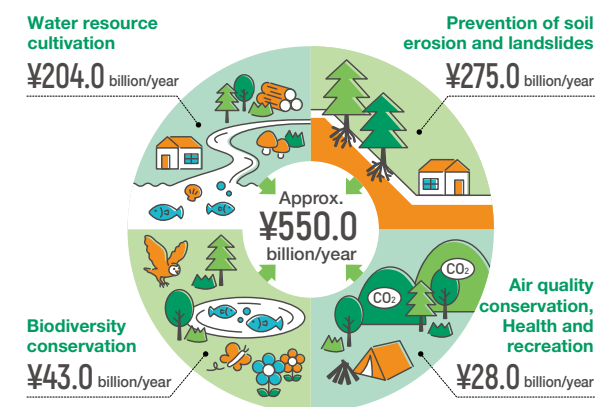 Water resource
cultivation
¥204.0 billion/year
Prevention of soil
erosion and landslides
¥275.0 billion/year
Approx.
¥550.0
billion/year
CO₂
CO₂
Biodiversity
conservation
¥43.0 billion/year
Air quality
conservation,
Health and
recreation
¥28.0 billion/year